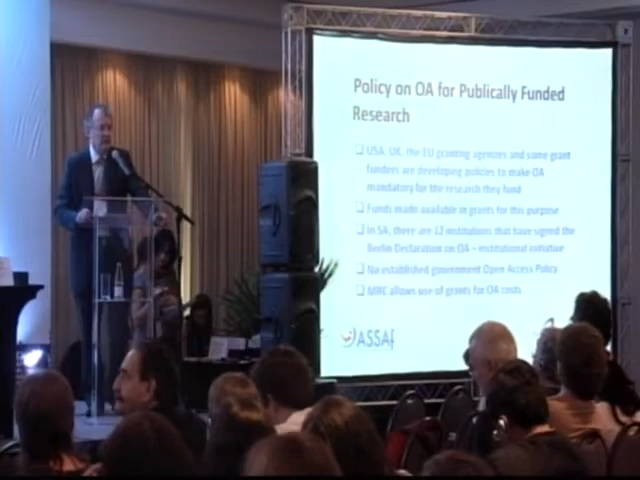 Policy on OA for Publically Funded
Research
USA, UK, the EU granting agencies and some grant
funders are developing policies to make OA
mandatory for the research they fund
Funds made available in grants for this purpose
In SA, there are 12 institutions that have signed the
Berlin Declaration on OA – institutional initiative
No established government Open Access Policy
MRC allows use of grants for OA costs
ASSAf